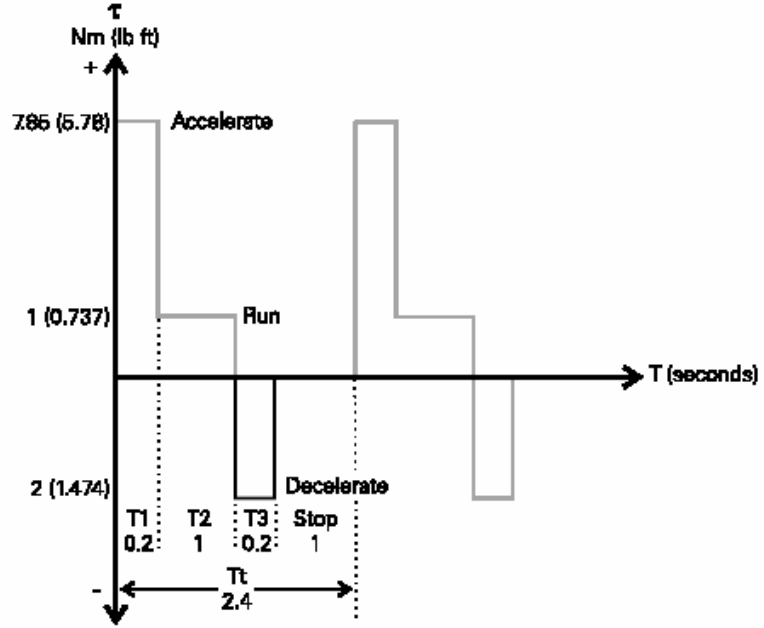 τ
Nm (lb ft)
+
7.85 (5.78)
Accelerate
1 (0.737)
Run
T (seconds)
2 (1.474)
Decelerate
T1 T2 T3 Stop
0.2 1 0.2 1
-
Tt
2.4